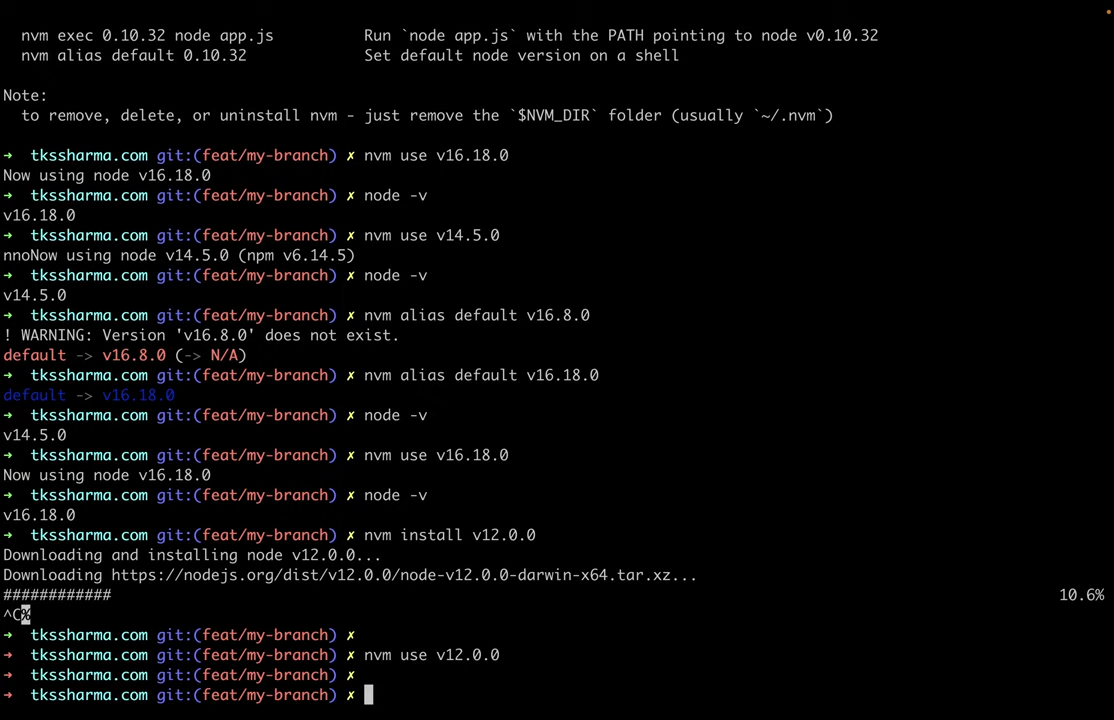 nvm exec 0.10.32 node app.js Run `node app.js` with the PATH pointing to node v0.10.32
nvm alias default 0.10.32 Set default node version on a shell
Note:
to remove, delete, or uninstall nvm - just remove the `$NVM_DIR` folder (usually `~/.nvm`)
➜ tkssharma.com git:(feat/my-branch) ✗ nvm use v16.18.0
Now using node v16.18.0
➜ tkssharma.com git:(feat/my-branch) ✗ node -v
v16.18.0
➜ tkssharma.com git:(feat/my-branch) ✗ nvm use v14.5.0
nnoNow using node v14.5.0 (npm v6.14.5)
➜ tkssharma.com git:(feat/my-branch) ✗ node -v
v14.5.0
➜ tkssharma.com git:(feat/my-branch) ✗ nvm alias default v16.8.0
! WARNING: Version 'v16.8.0' does not exist.
default -> v16.8.0 (-> N/A)
➜ tkssharma.com git:(feat/my-branch) ✗ nvm alias default v16.18.0
default -> v16.18.0
➜ tkssharma.com git:(feat/my-branch) ✗ node -v
v14.5.0
➜ tkssharma.com git:(feat/my-branch) ✗ nvm use v16.18.0
Now using node v16.18.0
➜ tkssharma.com git:(feat/my-branch) ✗ node -v
v16.18.0
➜ tkssharma.com git:(feat/my-branch) ✗ nvm install v12.0.0
Downloading and installing node v12.0.0...
Downloading https://nodejs.org/dist/v12.0.0/node-v12.0.0-darwin-x64.tar.xz...
############ 10.6%
^C%
➜ tkssharma.com git:(feat/my-branch) ✗
➜ tkssharma.com git:(feat/my-branch) ✗ nvm use v12.0.0
➜ tkssharma.com git:(feat/my-branch) ✗
➜ tkssharma.com git:(feat/my-branch) ✗